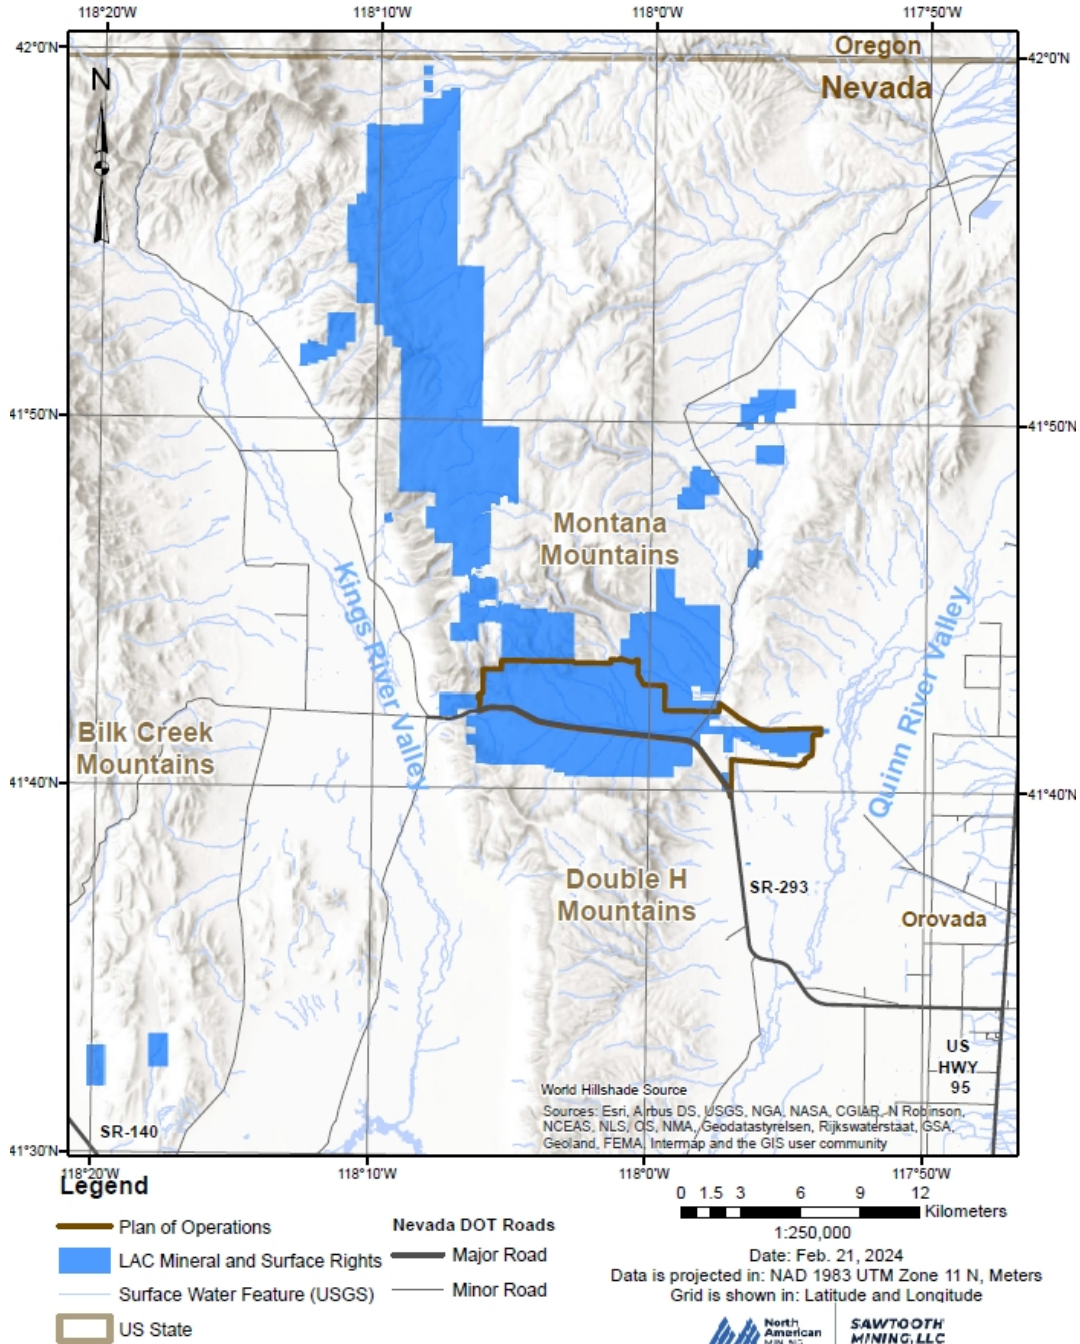 118°20'W 118°10'W 118°0'W 117°50'W
42°0'N
42°0'N
Oregon
Nevada
N
41°50'N
41°50'N
Montana
Mountains
Kings River Valley
Quinn River Valley
Bilk Creek
Mountains
41°40'N
41°40'N
Double H
Mountains
SR-293
Orovada
US
HWY
95
World Hillshade Source
Sources: Esri, Airbus DS, USGS, NGA, NASA, CGIAR, N Robinson,
NCEAS, NLS, OS, NMA, Geodatastyrelsen, Rijkswaterstaat, GSA,
Geoland, FEMA, Intermap and the GIS user community
SR-140
41°30'N
41°30'N
118°20'W 118°10'W 118°0'W 117°50'W
Legend
Plan of Operations
LAC Mineral and Surface Rights
Surface Water Feature (USGS)
US State
Nevada DOT Roads
Major Road
Minor Road
0 1.5 3 6 9 12
Kilometers
1:250,000
Date: Feb. 21, 2024
Data is projected in: NAD 1983 UTM Zone 11 N, Meters
Grid is shown in: Latitude and Longitude
North
American
MINING
SAWTOOTH
MINING, LLC